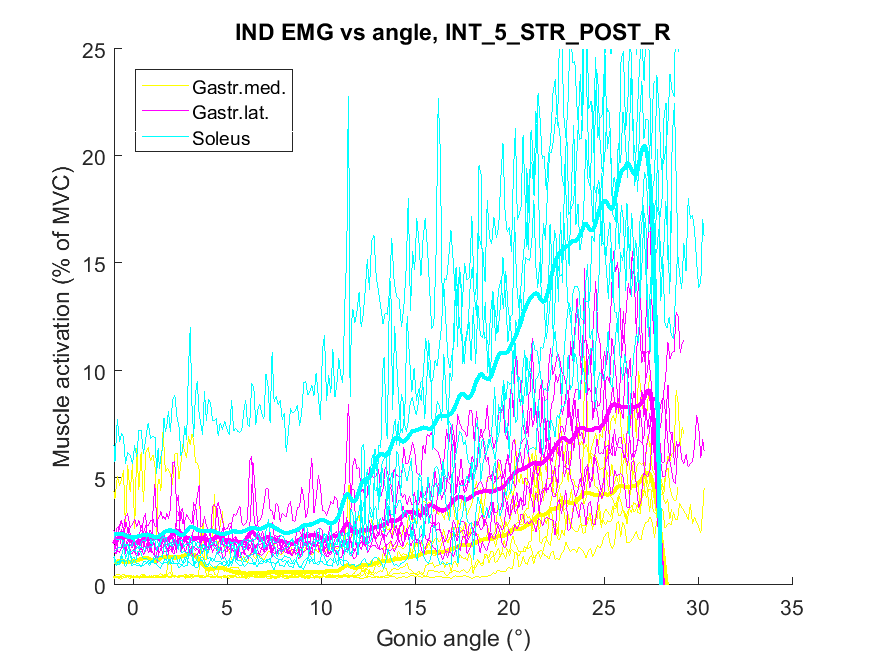 IND EMG vs angle, INT_5_STR_POST_R
25
20
15
10
5
0
Muscle activation (% of MVC)
Gastr.med.
Gastr.lat.
Soleus
0 5 10 15 20 25 30 35
Gonio angle (°)